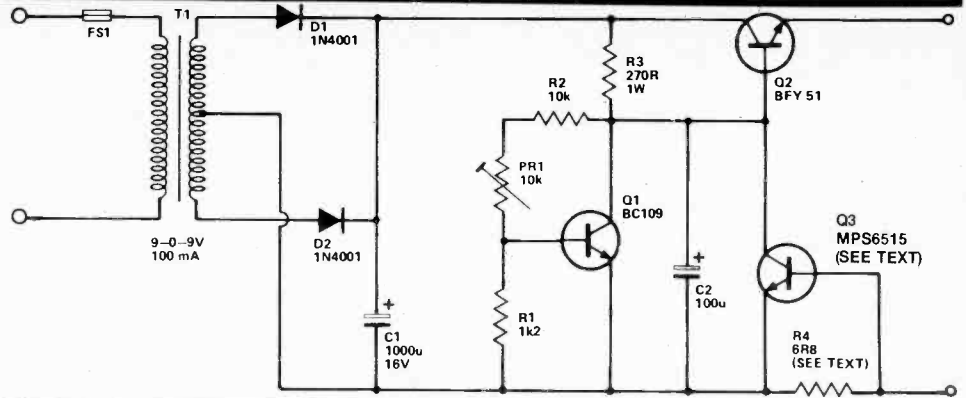 FS1
T1
D1
1N4001
R3
270R
1W
Q2
BFY 51
R2
10k
PR1
10k
Q1
BC109
Q3
MPS6515
(SEE TEXT)
D2
1N4001
9–0–9V
100 mA
+
C1
1000u
16V
R1
1k2
+
C2
100u
R4
6R8
(SEE TEXT)